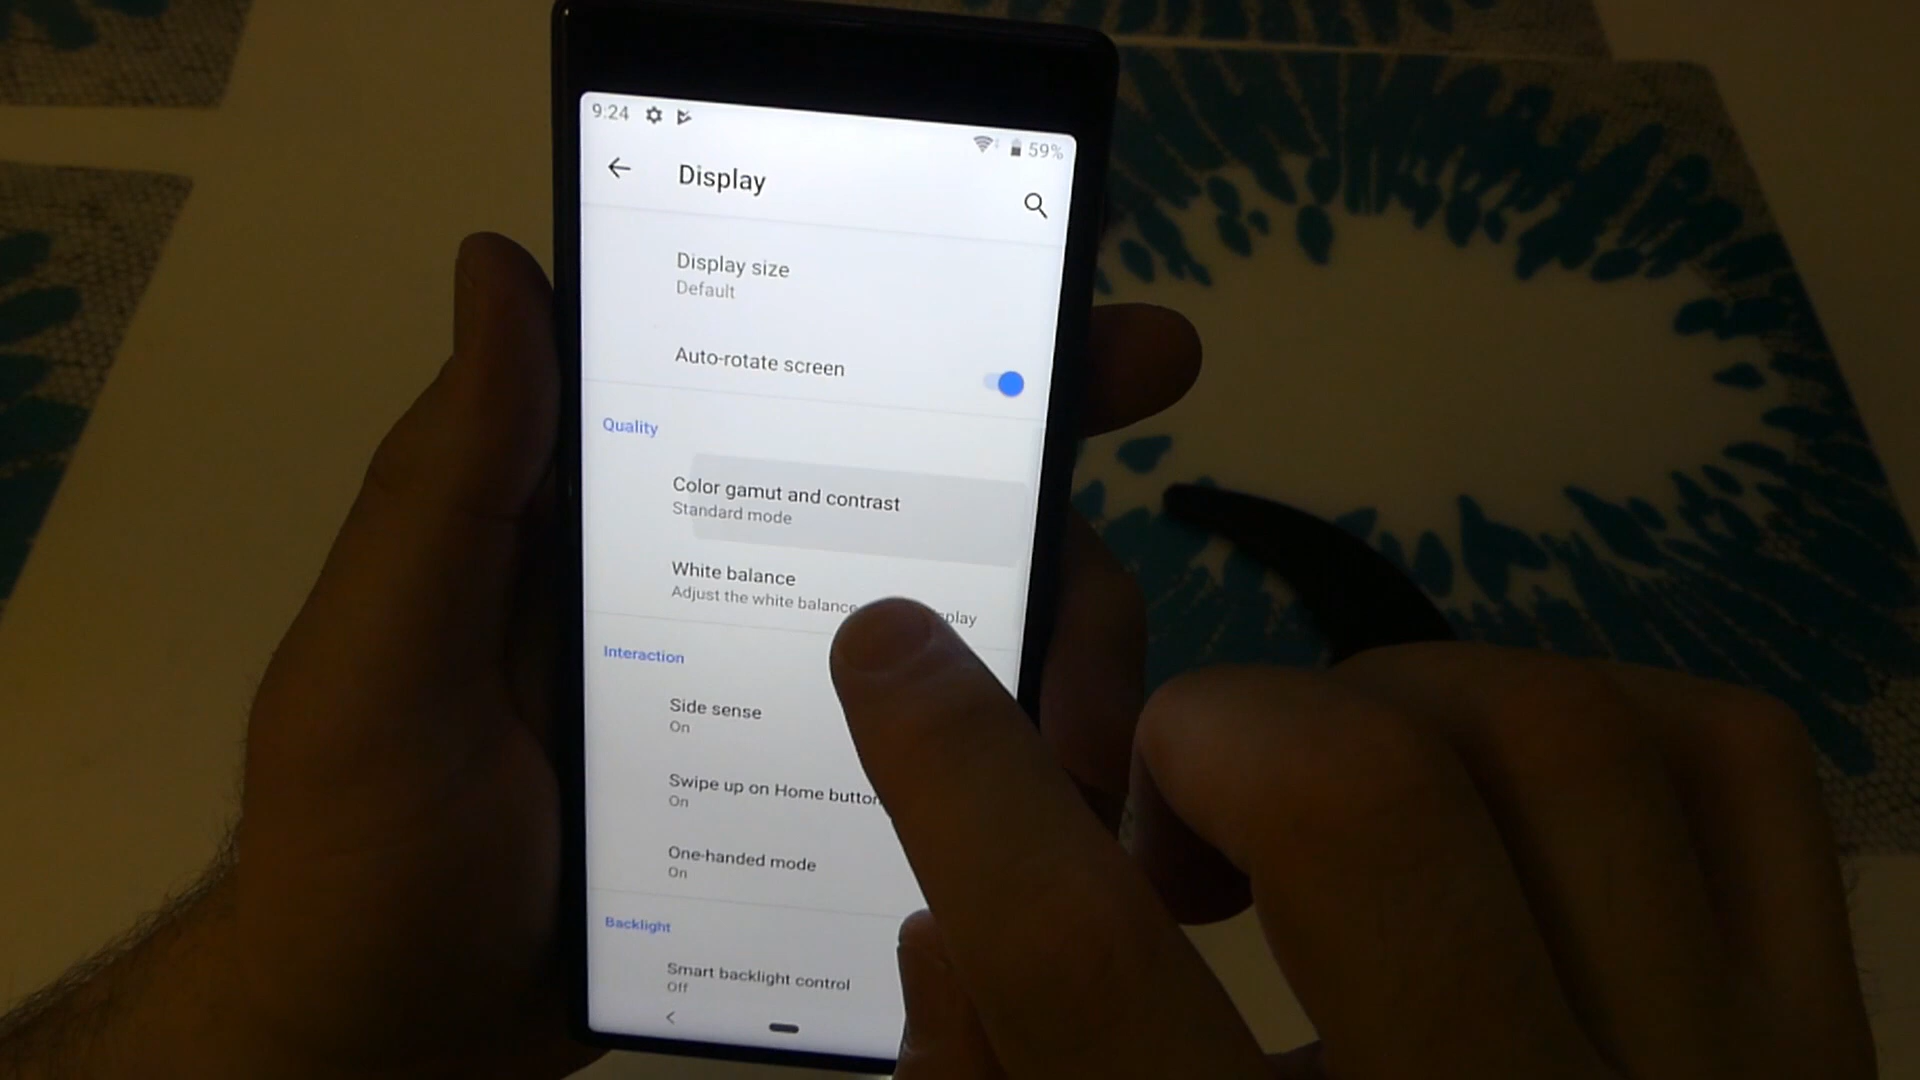 9:24
59%
Display
Display size
Default
Auto-rotate screen
Quality
Color gamut and contrast
Standard mode
White balance
Adjust the white balance
Interaction
Side sense
On
Swipe up on Home button
On
One-handed mode
On
Backlight
Smart backlight control
Off